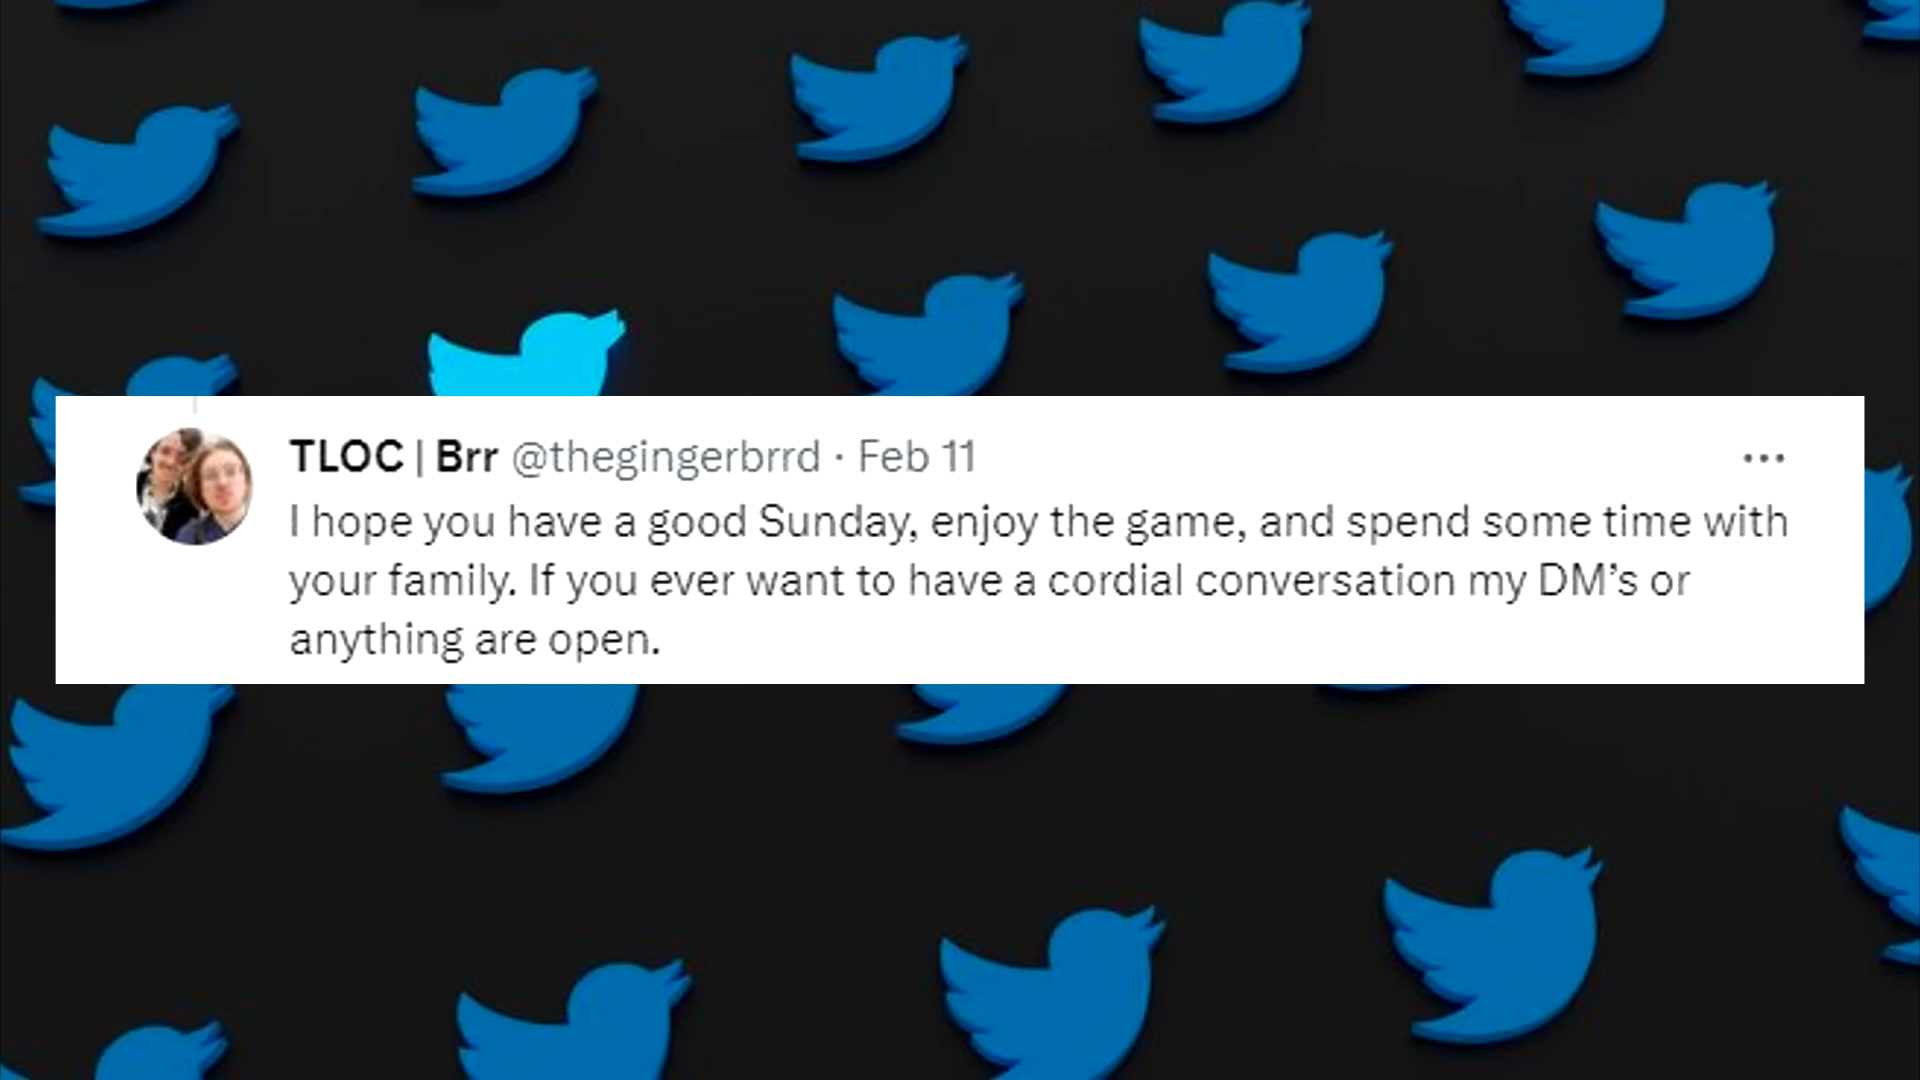 TLOC | Brr @thegingerbrrd · Feb 11
I hope you have a good Sunday, enjoy the game, and spend some time with
your family. If you ever want to have a cordial conversation my DM’s or
anything are open.